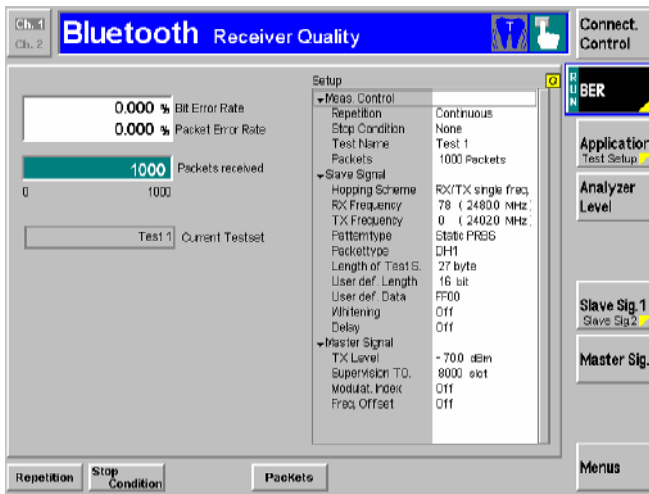 Ch. 1
Ch. 2
Bluetooth Receiver Quality
Connect.
Control
0.000 % Bit Error Rate
0.000 % Packet Error Rate
1000 Packets received
0 1000
Test 1 Current Testset
Setup
Meas. Control
Repetition Continuous
Stop Condition None
Test Name Test 1
Packets 1000 Packets
Slave Signal
Hopping Scheme RX/TX single freq.
RX Frequency 78 ( 2480.0 MHz)
TX Frequency 0 ( 2402.0 MHz)
Patterntype Static PRBS
Packettype DH1
Length of Test S. 27 byte
User def. Length 16 bit
User def. Data FF00
Whitening Off
Delay Off
Master Signal
TX Level - 70.0 dBm
Supervision TO. 8000 slot
Modulat. Index Off
Freq. Offset Off
RUN
BER
Application
Test Setup
Analyzer
Level
Slave Sig.1
Slave Sig2
Master Sig.
Menus
Repetition
Stop
Condition
Packets